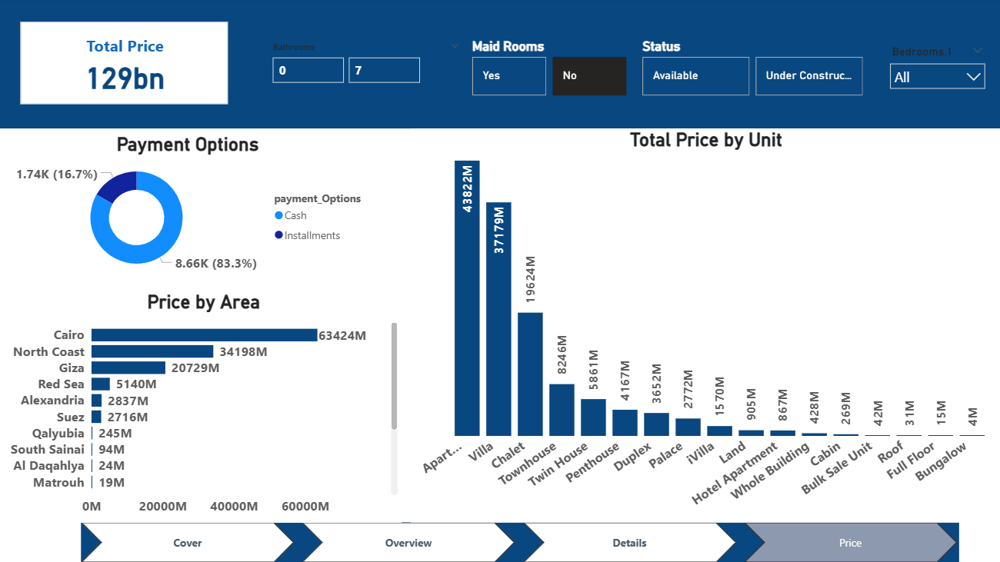 Total Price
129bn
Bathrooms
0
7
Maid Rooms
Yes
No
Status
Available
Under Construc...
Bedrooms.1
All
Payment Options
1.74K (16.7%)
8.66K (83.3%)
payment_Options
Cash
Installments
Price by Area
Cairo 63424M
North Coast 34198M
Giza 20729M
Red Sea 5140M
Alexandria 2837M
Suez 2716M
Qalyubia 245M
South Sainai 94M
Al Daqahlya 24M
Matrouh 19M
0M 20000M 40000M 60000M
Total Price by Unit
43822M 37179M 19624M 8246M 5861M 4167M 3652M 2772M 1570M 905M 867M 428M 269M 42M 31M 15M 4M
Apart... Villa Chalet Townhouse Twin House Penthouse Duplex Palace iVilla Land Hotel Apartment Whole Building Cabin Bulk Sale Unit Roof Full Floor Bungalow
Cover
Overview
Details
Price